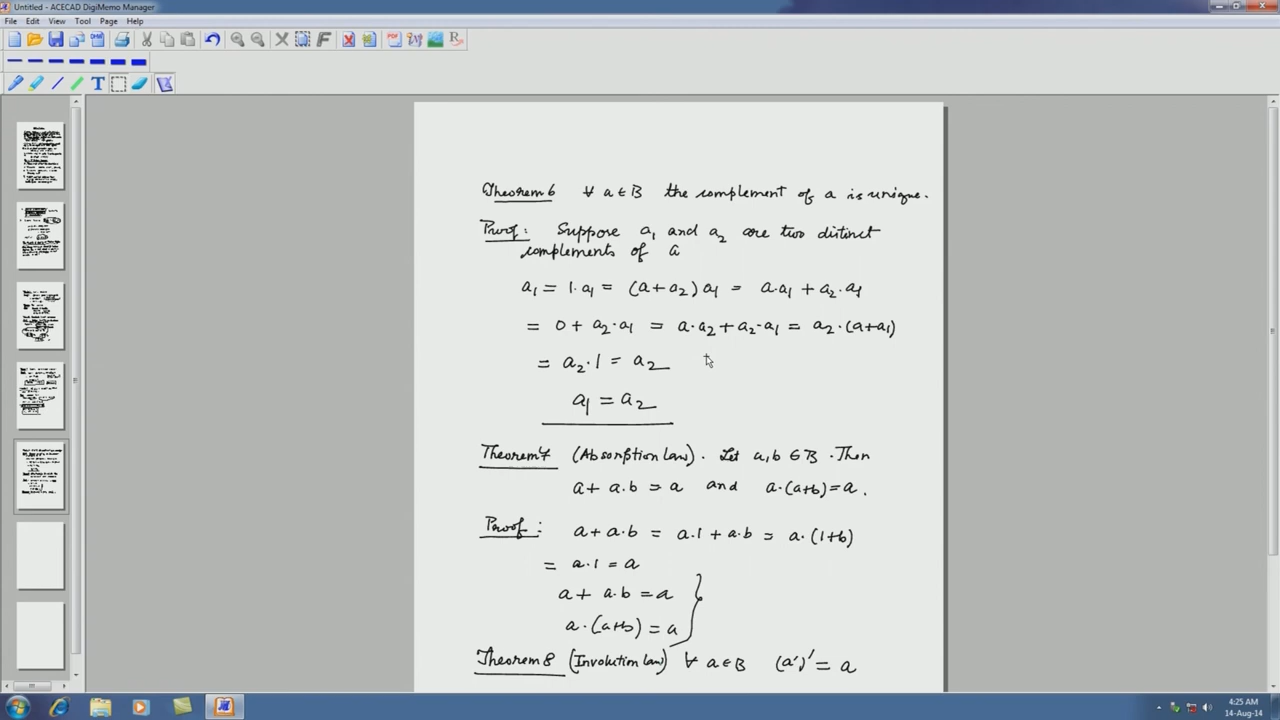 Untitled - ACECAD DigiMemo Manager
File Edit View Tool Page Help
Theorem 6 ∀ a ∈ B the complement of a is unique.
Proof: Suppose a₁ and a₂ are two distinct
complements of a
a₁ = 1·a₁ = (a+a₂) a₁ = a·a₁ + a₂·a₁
= 0 + a₂·a₁ = a·a₂ + a₂·a₁ = a₂·(a+a₁)
= a₂·1 = a₂
a₁ = a₂
Theorem 7 (Absorption Law). Let a,b ∈ B. Then
a + a.b = a and a.(a+b) = a.
Proof: a + a.b = a.1 + a.b = a.(1+b)
= a.1 = a
a + a.b = a
a.(a+b) = a
Theorem 8 (Involution law) ∀ a ∈ B (a')' = a
4:25 AM
14-Aug-14